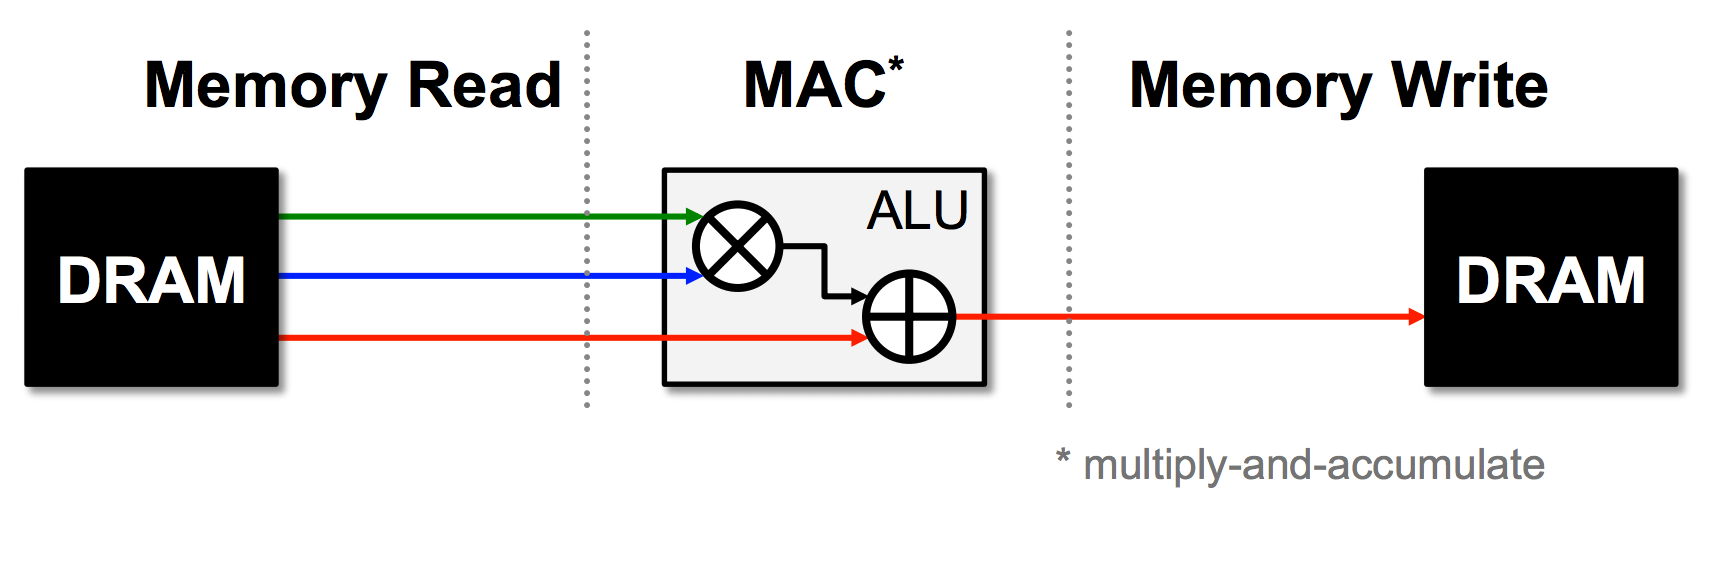 Memory Read
MAC*
Memory Write
DRAM
ALU
DRAM
* multiply-and-accumulate